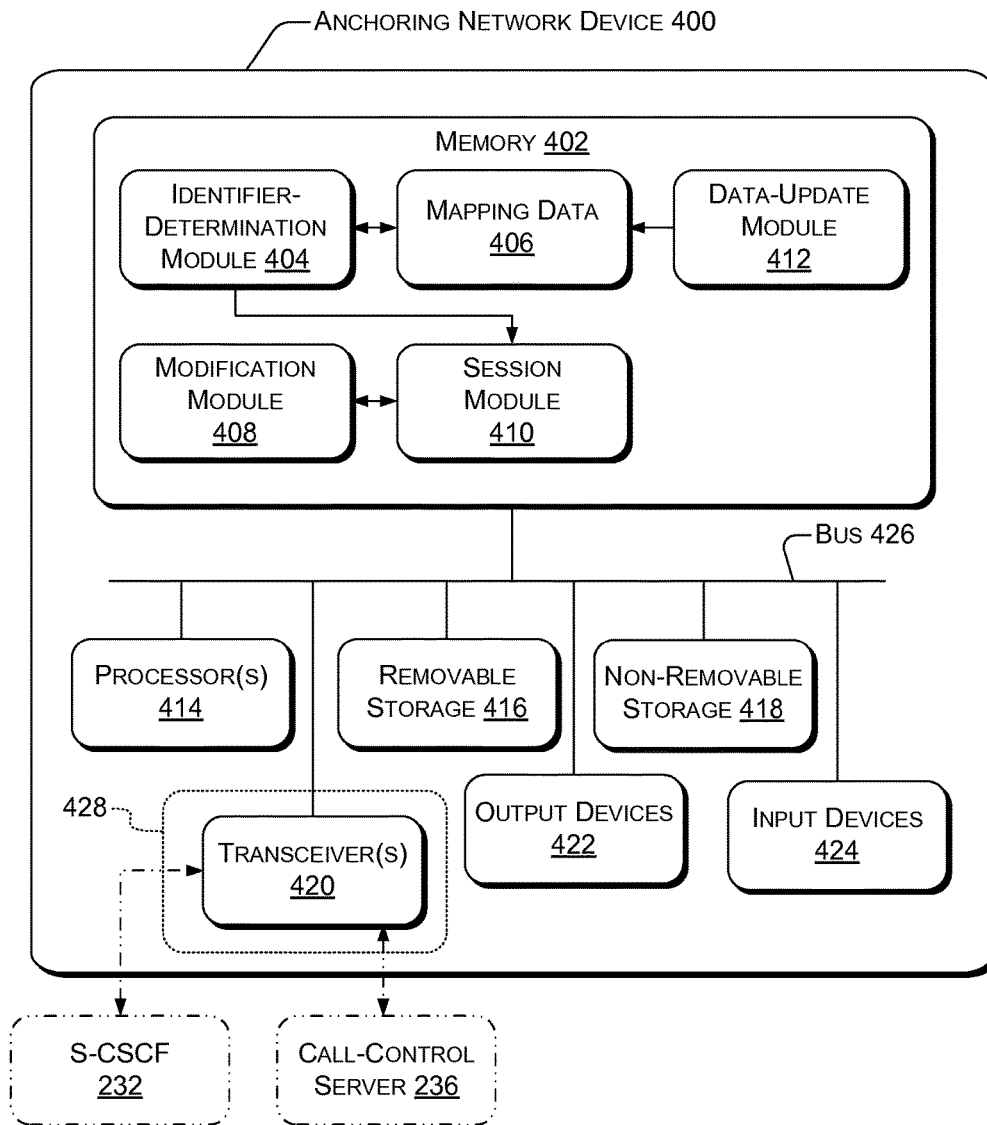 ANCHORING NETWORK DEVICE 400
MEMORY 402
IDENTIFIER-
DETERMINATION
MODULE 404
MAPPING DATA
406
DATA-UPDATE
MODULE
412
MODIFICATION
MODULE
408
SESSION
MODULE
410
BUS 426
PROCESSOR(S)
414
REMOVABLE
STORAGE 416
NON-REMOVABLE
STORAGE 418
428
TRANSCEIVER(S)
420
OUTPUT DEVICES
422
INPUT DEVICES
424
S-CSCF
232
CALL-CONTROL
SERVER 236